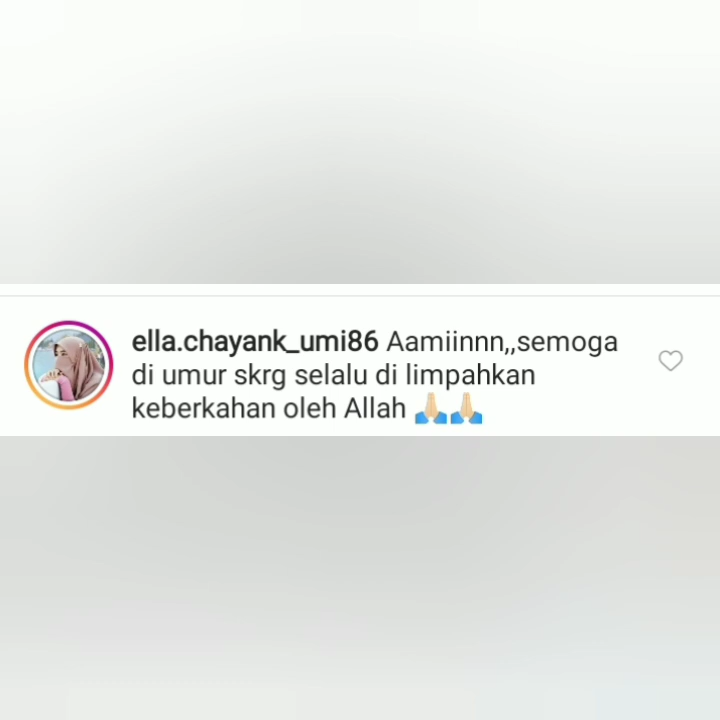 ella.chayank_umi86 Aamiinnn,,semoga
di umur skrg selalu di limpahkan
keberkahan oleh Allah 🙏🏻🙏🏻